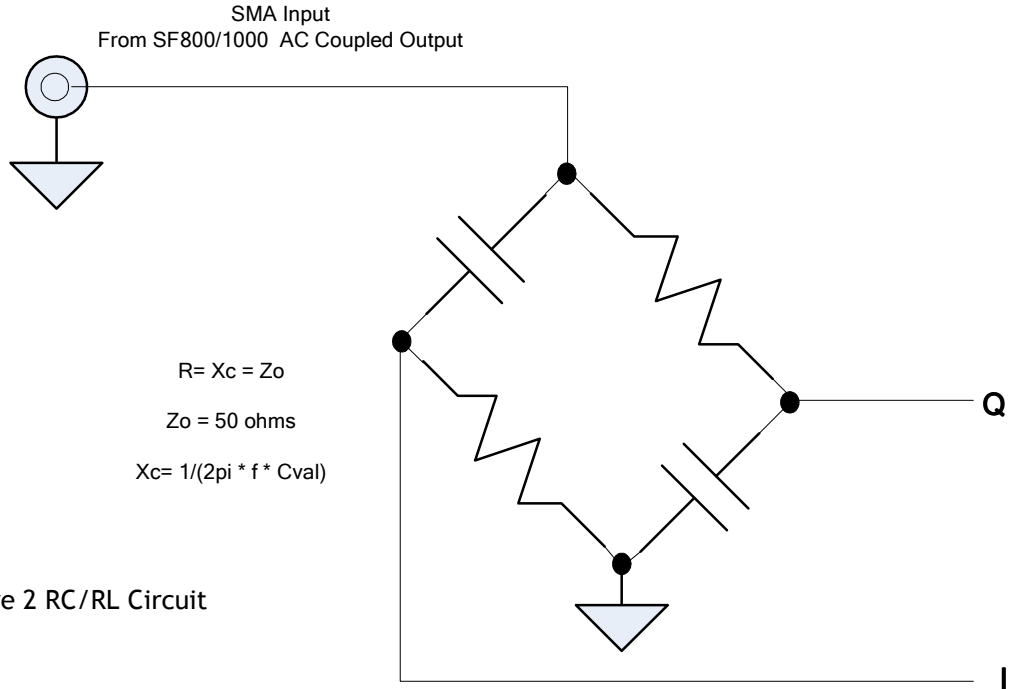 SMA Input
From SF800/1000 AC Coupled Output
R= Xc = Zo
Zo = 50 ohms
Xc= 1/(2pi * f * Cval)
Q
e 2 RC/RL Circuit
I